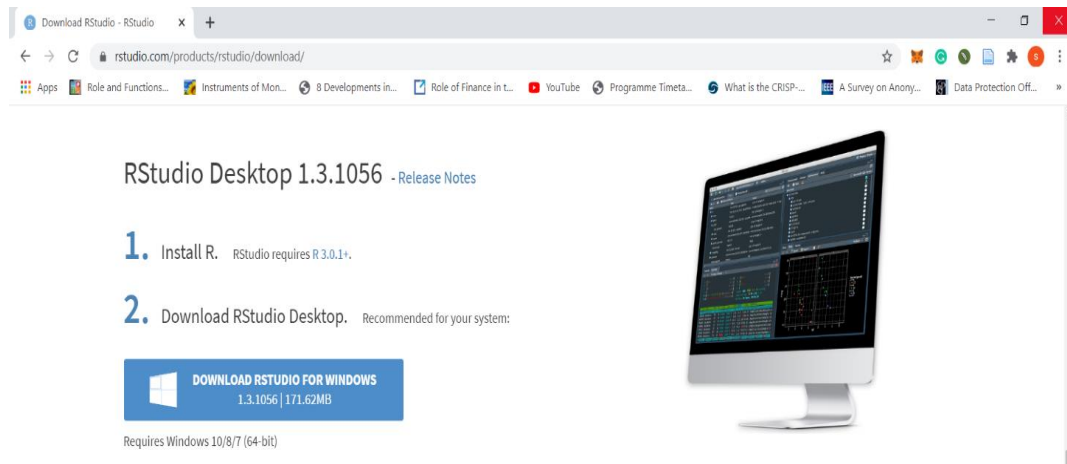 Download RStudio - RStudio
rstudio.com/products/rstudio/download/
Apps Role and Functions... Instruments of Mon... 8 Developments in... Role of Finance in t... YouTube Programme Timeta... What is the CRISP-... A Survey on Anony... Data Protection Off... »
RStudio Desktop 1.3.1056 - Release Notes
1. Install R. RStudio requires R 3.0.1+.
2. Download RStudio Desktop. Recommended for your system:
DOWNLOAD RSTUDIO FOR WINDOWS
1.3.1056 | 171.62MB
Requires Windows 10/8/7 (64-bit)